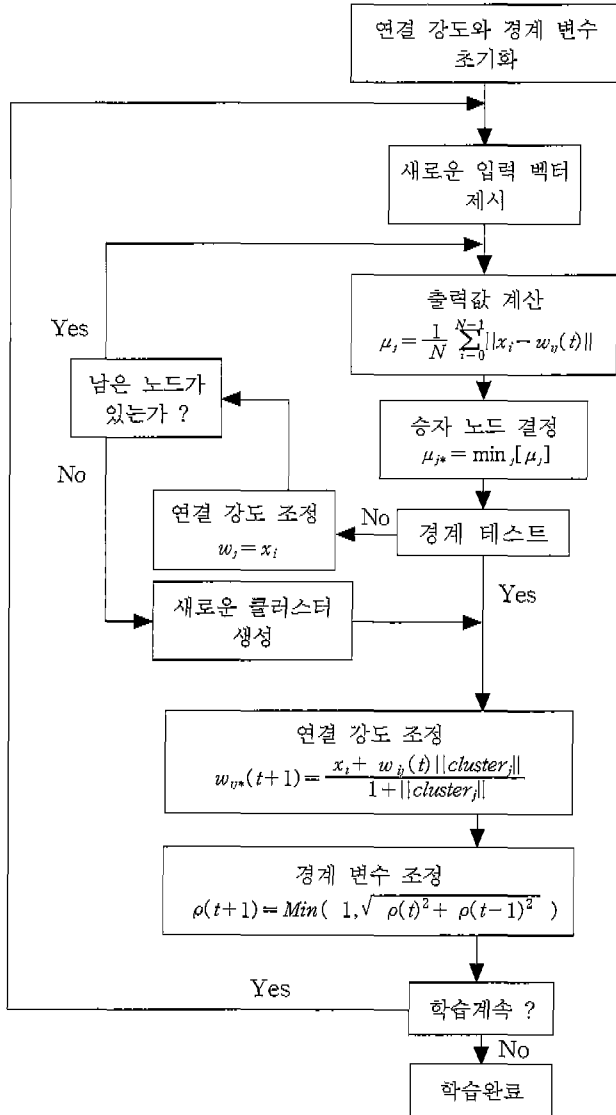 연결 강도와 경계 변수
초기화
새로운 입력 벡터
제시
출력값 계산
μ_j = 1/N ∑_{i=0}^{N-1} ||x_i − w_ij(t)||
Yes
남은 노드가
있는가 ?
승자 노드 결정
μ_j* = min_j[μ_j]
No
연결 강도 조정
w_j = x_i
No
경계 테스트
Yes
새로운 클러스터
생성
연결 강도 조정
w_ij*(t+1) = (x_i + w_ij(t)||cluster_j||) / (1+||cluster_j||)
경계 변수 조정
ρ(t+1) = Min( 1, √(ρ(t)² + ρ(t−1)²) )
Yes
학습계속 ?
No
학습완료